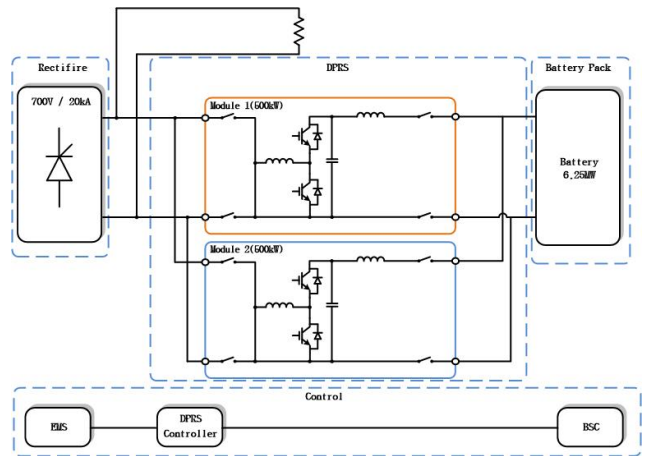 Rectifire
DPRS
Battery Pack
700V / 20kA
Module 1(500kW)
Battery
6.25MW
Module 2(500kW)
Control
EMS
DPRS
Controller
BSC